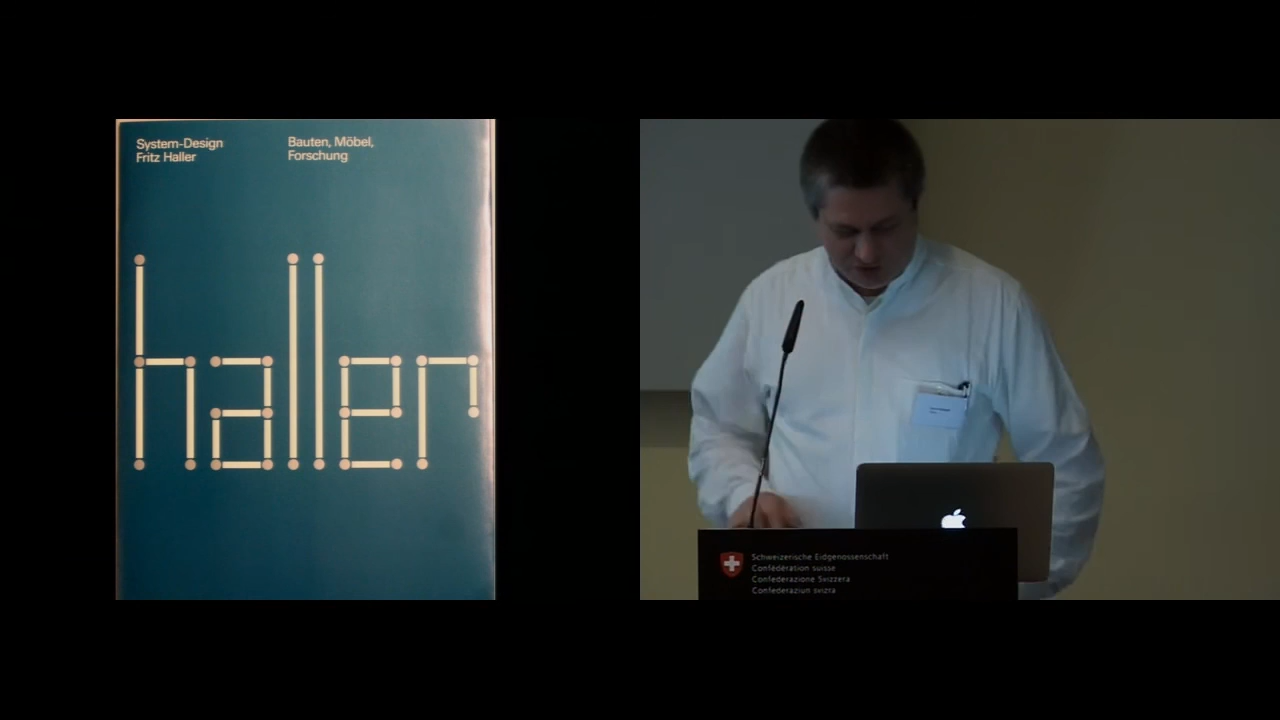 System-Design
Fritz Haller
Bauten, Möbel,
Forschung
haller
Schweizerische Eidgenossenschaft
Confédération suisse
Confederazione Svizzera
Confederaziun svizra